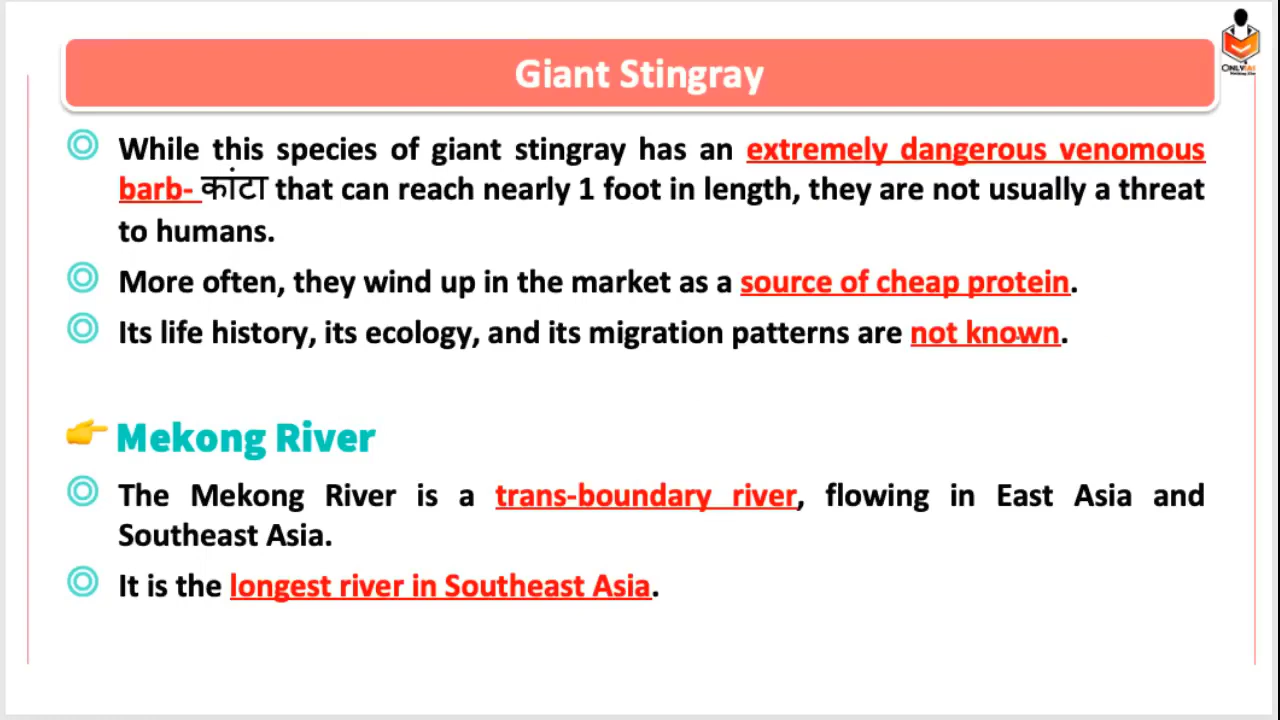 Giant Stingray
While this species of giant stingray has an extremely dangerous venomous
barb- कांटा that can reach nearly 1 foot in length, they are not usually a threat
to humans.
More often, they wind up in the market as a source of cheap protein.
Its life history, its ecology, and its migration patterns are not known.
Mekong River
The Mekong River is a trans-boundary river, flowing in East Asia and
Southeast Asia.
It is the longest river in Southeast Asia.